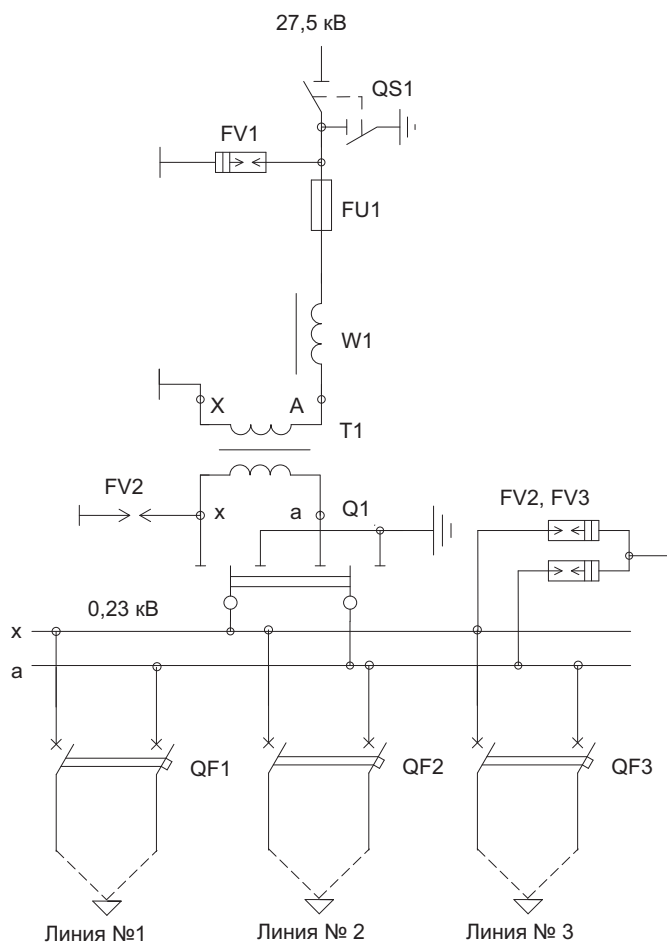 27,5 кВ
QS1
FV1
FU1
W1
X
A
T1
FV2
x
a
Q1
FV2, FV3
0,23 кВ
x
a
QF1
QF2
QF3
Линия №1
Линия № 2
Линия № 3